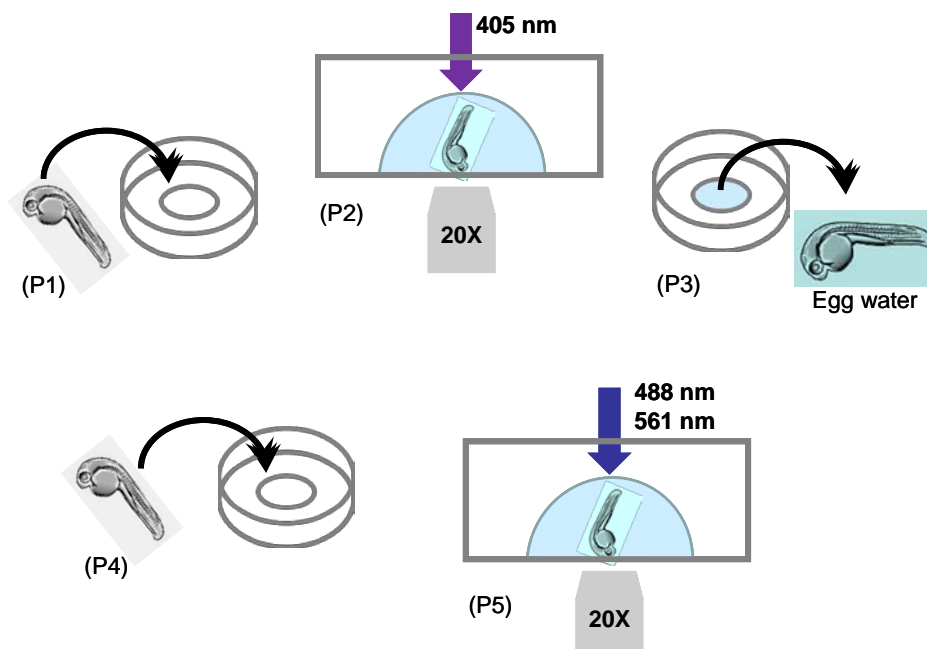 405 nm
(P1)
(P2)
20X
(P3)
Egg water
(P4)
488 nm
561 nm
(P5)
20X